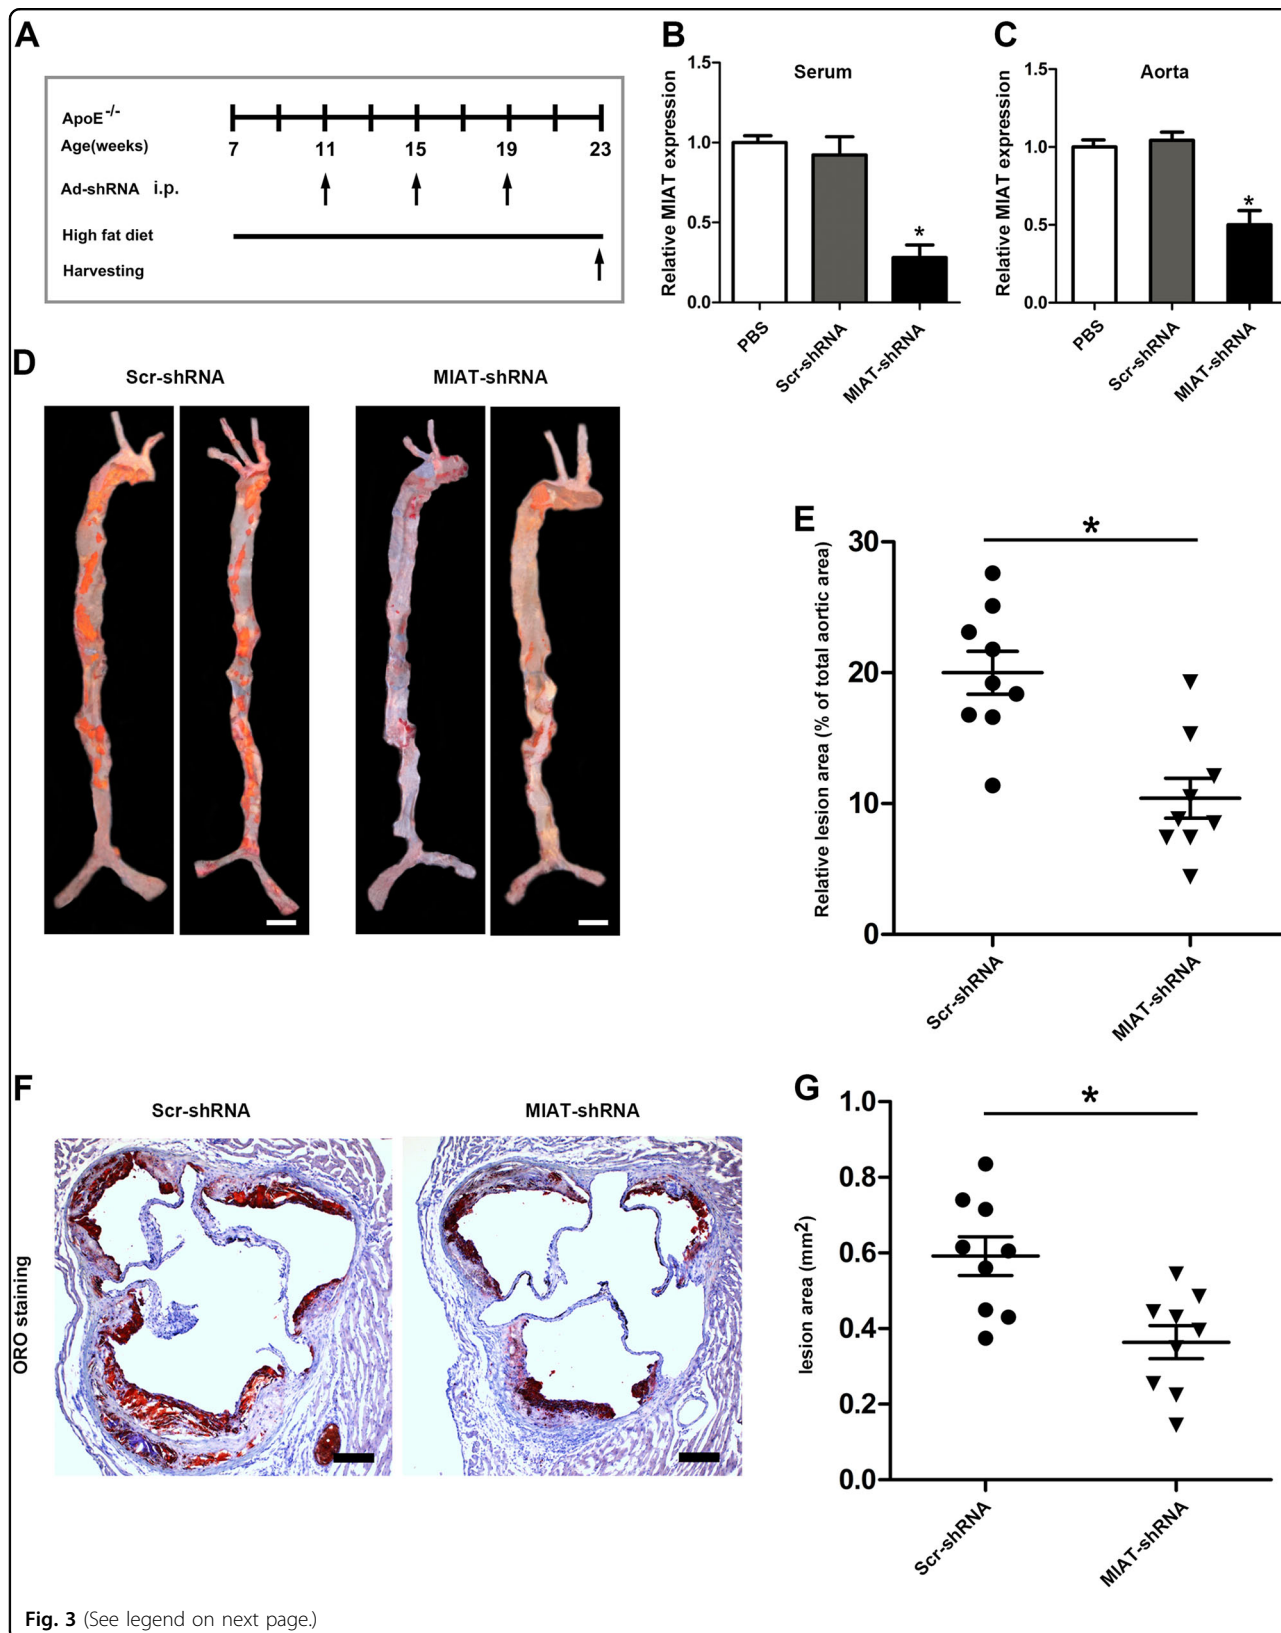 A
ApoE-/-
Age(weeks) 7 11 15 19 23
Ad-shRNA i.p.
High fat diet
Harvesting
B
Serum
Relative MIAT expression
1.5
1.0
0.5
0.0
PBS
Scr-shRNA
MIAT-shRNA
*
C
Aorta
Relative MIAT expression
1.5
1.0
0.5
0.0
PBS
Scr-shRNA
MIAT-shRNA
*
D
Scr-shRNA MIAT-shRNA
E
*
Relative lesion area (% of total aortic area)
30
20
10
0
Scr-shRNA
MIAT-shRNA
F
Scr-shRNA MIAT-shRNA
ORO staining
G
*
lesion area (mm2)
1.0
0.8
0.6
0.4
0.2
0.0
Scr-shRNA
MIAT-shRNA
Fig. 3 (See legend on next page.)